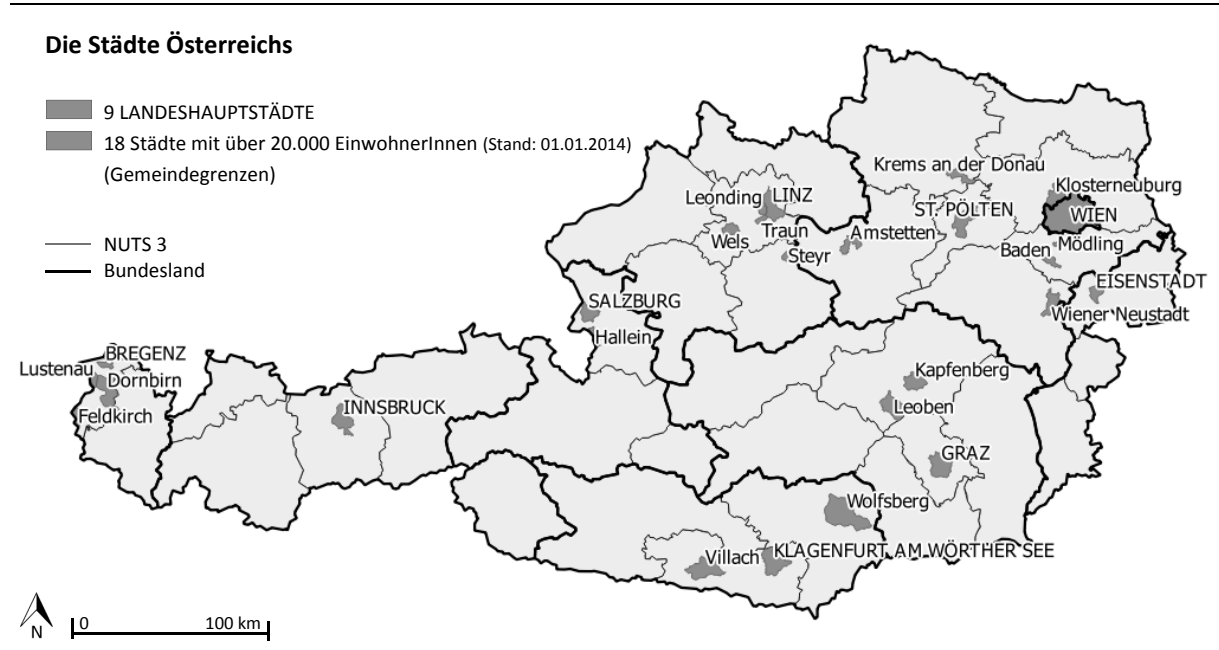 Die Städte Österreichs
9 LANDESHAUPTSTÄDTE
18 Städte mit über 20.000 EinwohnerInnen (Stand: 01.01.2014)
(Gemeindegrenzen)
NUTS 3
Bundesland
Krems an der Donau
Klosterneuburg
Leonding
LINZ
ST. PÖLTEN
WIEN
Wels
Traun
Amstetten
Steyr
Baden
Mödling
EISENSTADT
SALZBURG
Wiener Neustadt
Hallein
BREGENZ
Lustenau
Dornbirn
Kapfenberg
Feldkirch
INNSBRUCK
Leoben
GRAZ
Wolfsberg
Villach
KLAGENFURT AM WÖRTHER SEE
N
0
100 km